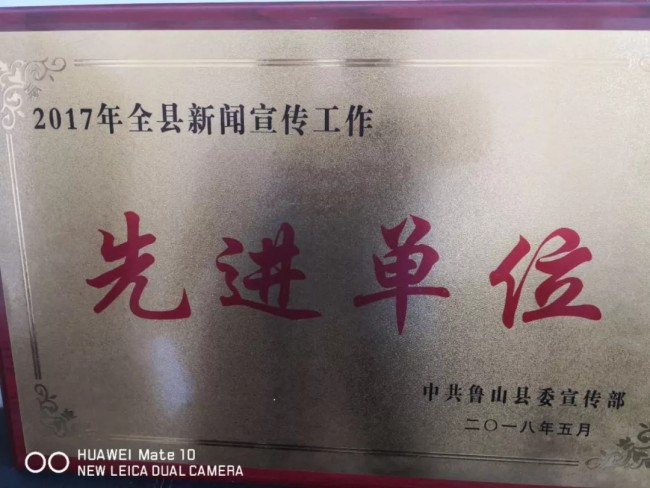 2017年全县新闻宣传工作
先进单位
中共鲁山县委宣传部
二〇一八年五月
HUAWEI Mate 10
NEW LEICA DUAL CAMERA